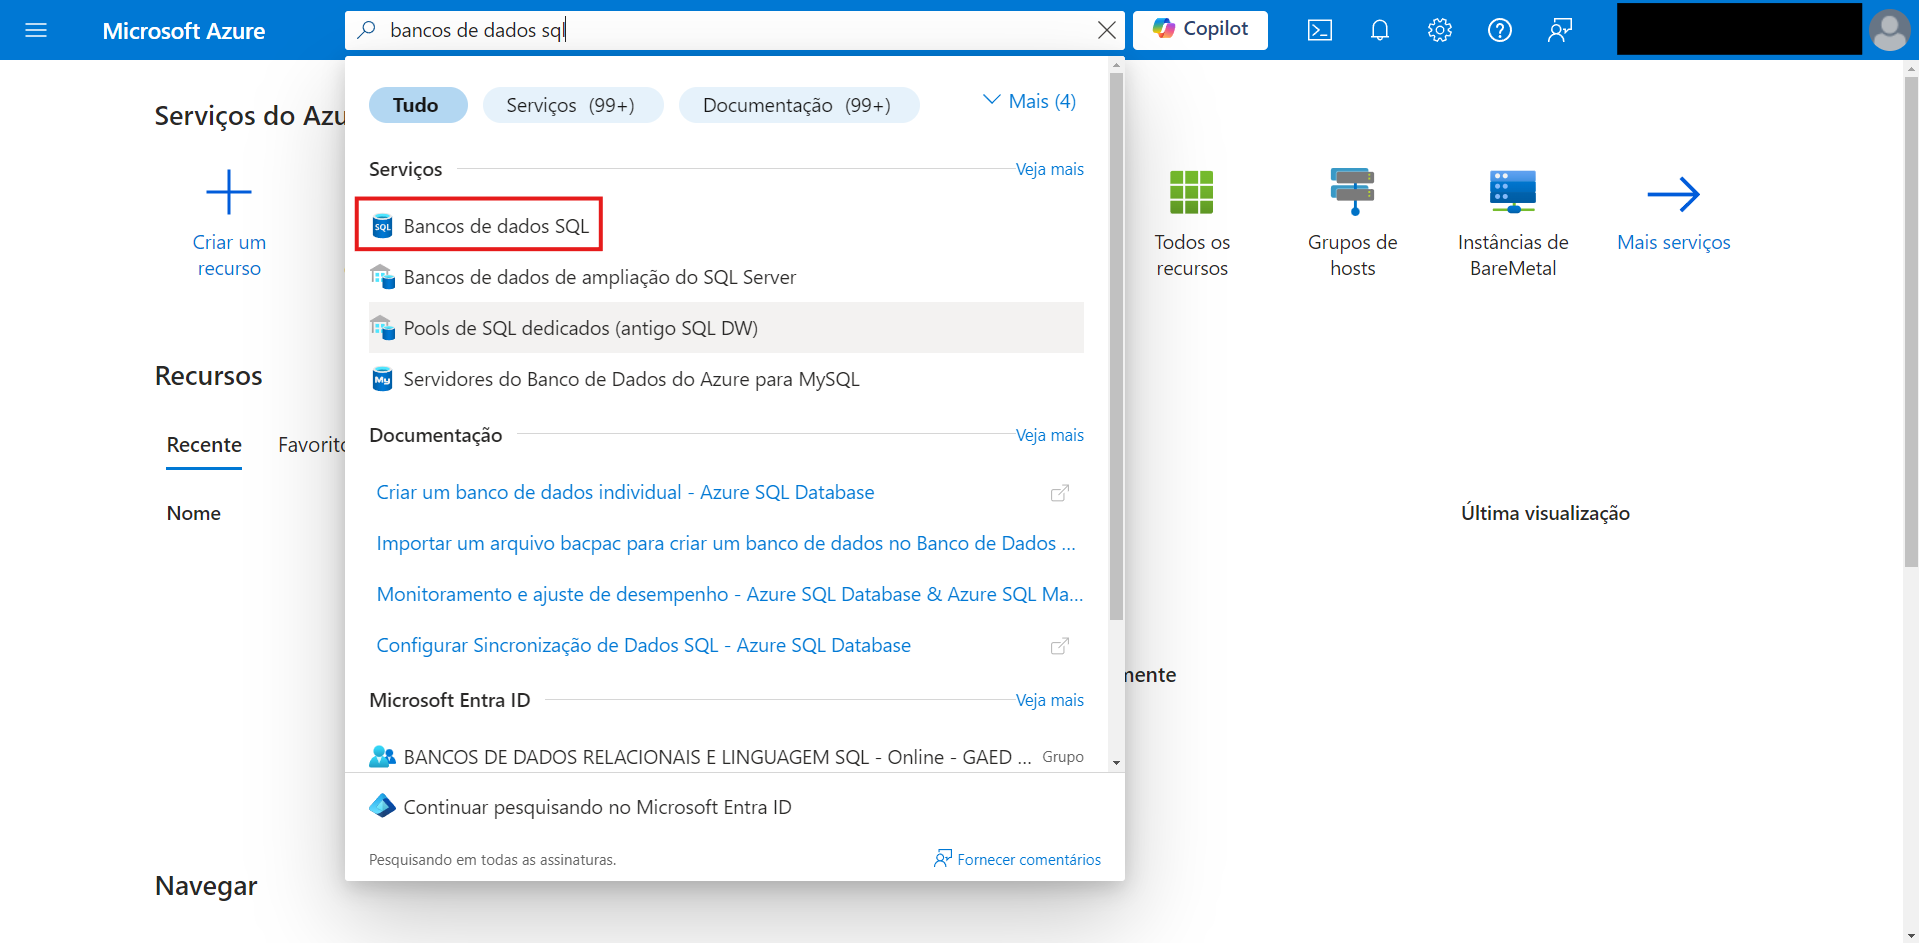 Microsoft Azure
bancos de dados sql
Copilot
Tudo
Serviços (99+)
Documentação (99+)
Mais (4)
Serviços do Azu
Serviços
Veja mais
Bancos de dados SQL
SQL
Bancos de dados de ampliação do SQL Server
Pools de SQL dedicados (antigo SQL DW)
My
Servidores do Banco de Dados do Azure para MySQL
Criar um
recurso
Todos os
recursos
Grupos de
hosts
Instâncias de
BareMetal
Mais serviços
Recursos
Recente
Favorito
Nome
Última visualização
Documentação
Veja mais
Criar um banco de dados individual - Azure SQL Database
Importar um arquivo bacpac para criar um banco de dados no Banco de Dados ...
Monitoramento e ajuste de desempenho - Azure SQL Database & Azure SQL Ma...
Configurar Sincronização de Dados SQL - Azure SQL Database
mente
Microsoft Entra ID
Veja mais
BANCOS DE DADOS RELACIONAIS E LINGUAGEM SQL - Online - GAED ...
Grupo
Continuar pesquisando no Microsoft Entra ID
Pesquisando em todas as assinaturas.
Fornecer comentários
Navegar